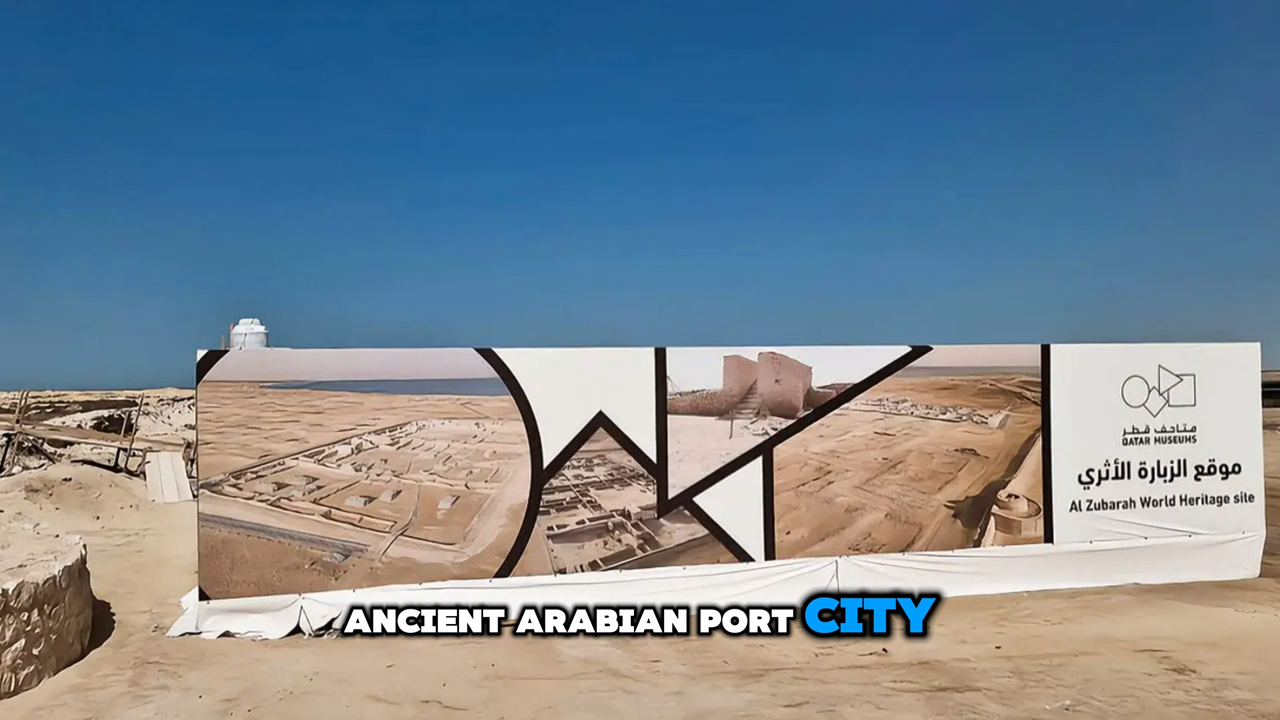 متاحف قطر
QATAR MUSEUMS
موقع الزبارة الأثري
Al Zubarah World Heritage site
ANCIENT ARABIAN PORT CITY